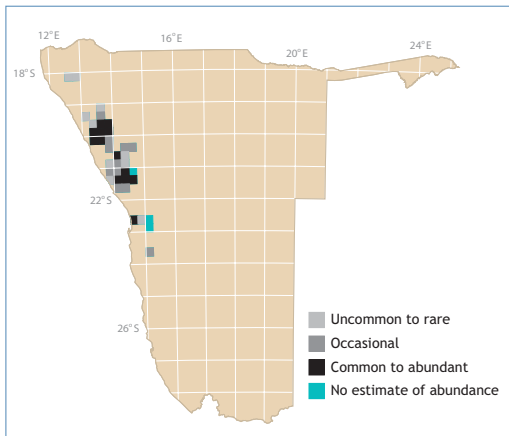 12°E
16°E
20°E
24°E
18°S
22°S
26°S
Uncommon to rare
Occasional
Common to abundant
No estimate of abundance